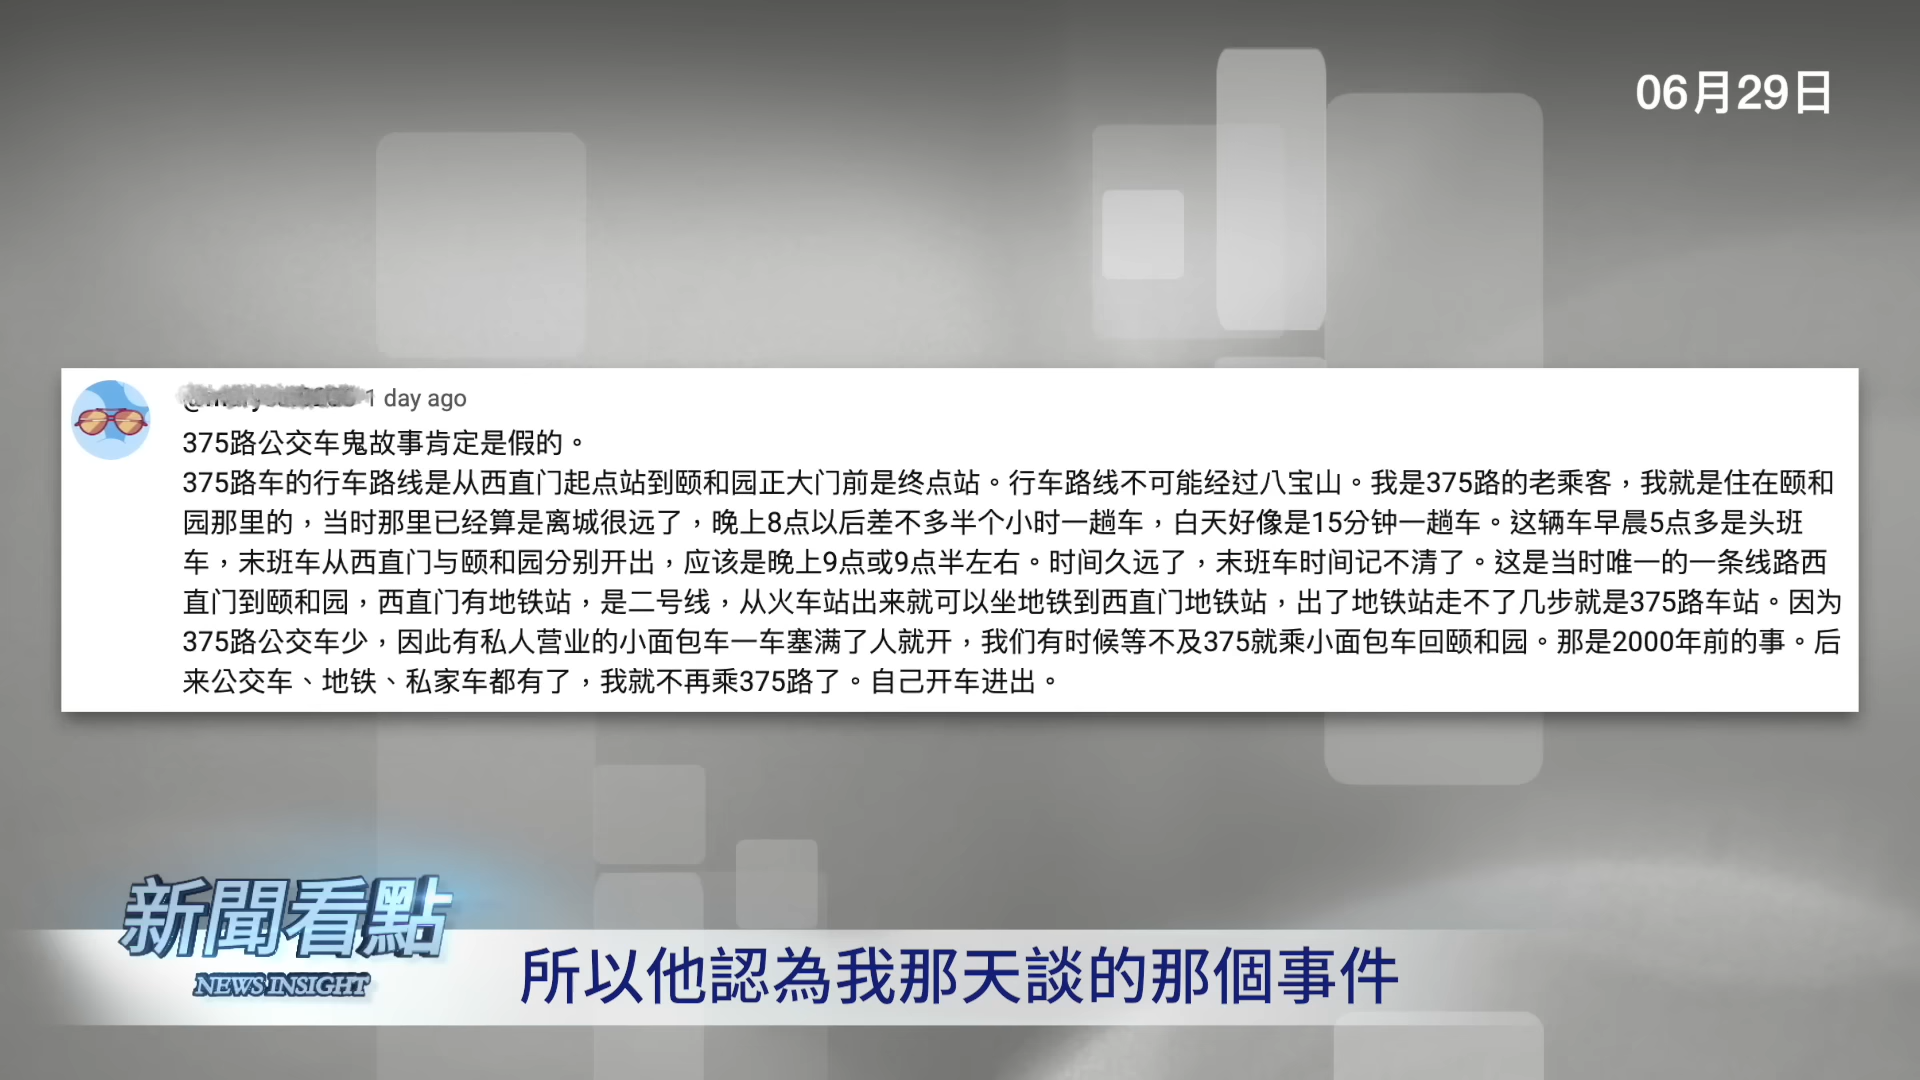 06月29日
1 day ago
375路公交车鬼故事肯定是假的。
375路车的行车路线是从西直门起点站到颐和园正大门前是终点站。行车路线不可能经过八宝山。我是375路的老乘客，我就是住在颐和
园那里的，当时那里已经算是离城很远了，晚上8点以后差不多半个小时一趟车，白天好像是15分钟一趟车。这辆车早晨5点多是头班
车，末班车从西直门与颐和园分别开出，应该是晚上9点或9点半左右。时间久远了，末班车时间记不清了。这是当时唯一的一条线路西
直门到颐和园，西直门有地铁站，是二号线，从火车站出来就可以坐地铁到西直门地铁站，出了地铁站走不了几步就是375路车站。因为
375路公交车少，因此有私人营业的小面包车一车塞满了人就开，我们有时候等不及375就乘小面包车回颐和园。那是2000年前的事。后
来公交车、地铁、私家车都有了，我就不再乘375路了。自己开车进出。
新聞看點
NEWS INSIGHT
所以他認為我那天談的那個事件